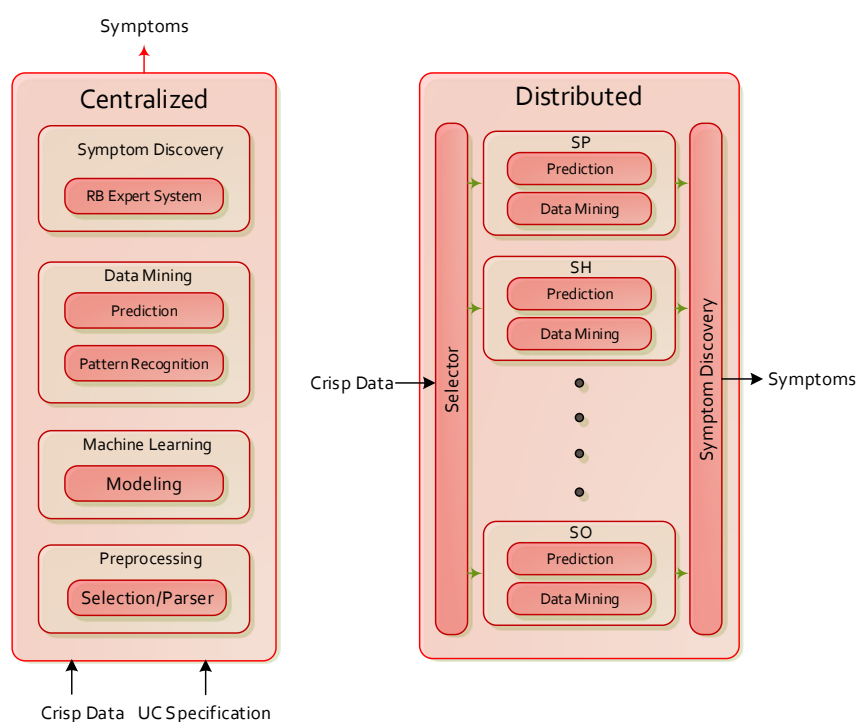 Symptoms
Centralized
Symptom Discovery
RB Expert System
Data Mining
Prediction
Pattern Recognition
Machine Learning
Modeling
Preprocessing
Selection/Parser
Crisp Data
UC Specification
Distributed
Crisp Data
Selector
SP
Prediction
Data Mining
SH
Prediction
Data Mining
SO
Prediction
Data Mining
Symptom Discovery
Symptoms